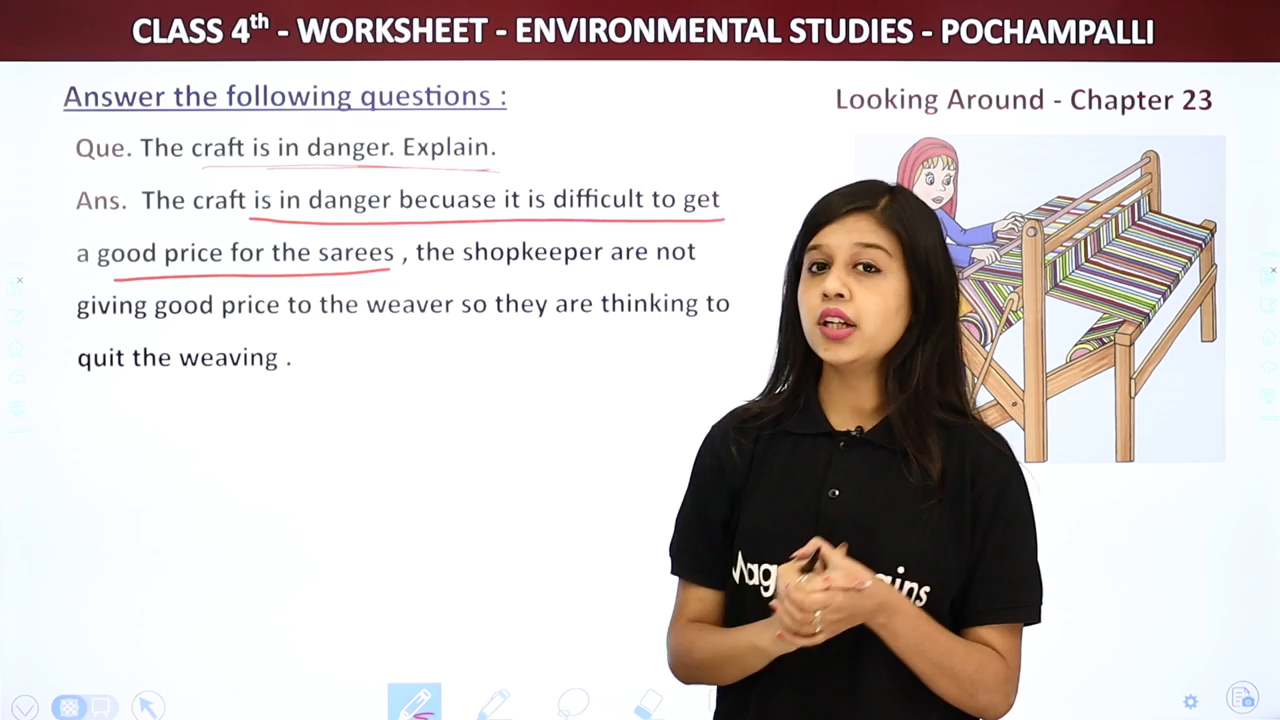 CLASS 4th - WORKSHEET - ENVIRONMENTAL STUDIES - POCHAMPALLI
Answer the following questions :
Looking Around - Chapter 23
Que. The craft is in danger. Explain.
Ans. The craft is in danger becuase it is difficult to get
a good price for the sarees , the shopkeeper are not
giving good price to the weaver so they are thinking to
quit the weaving .